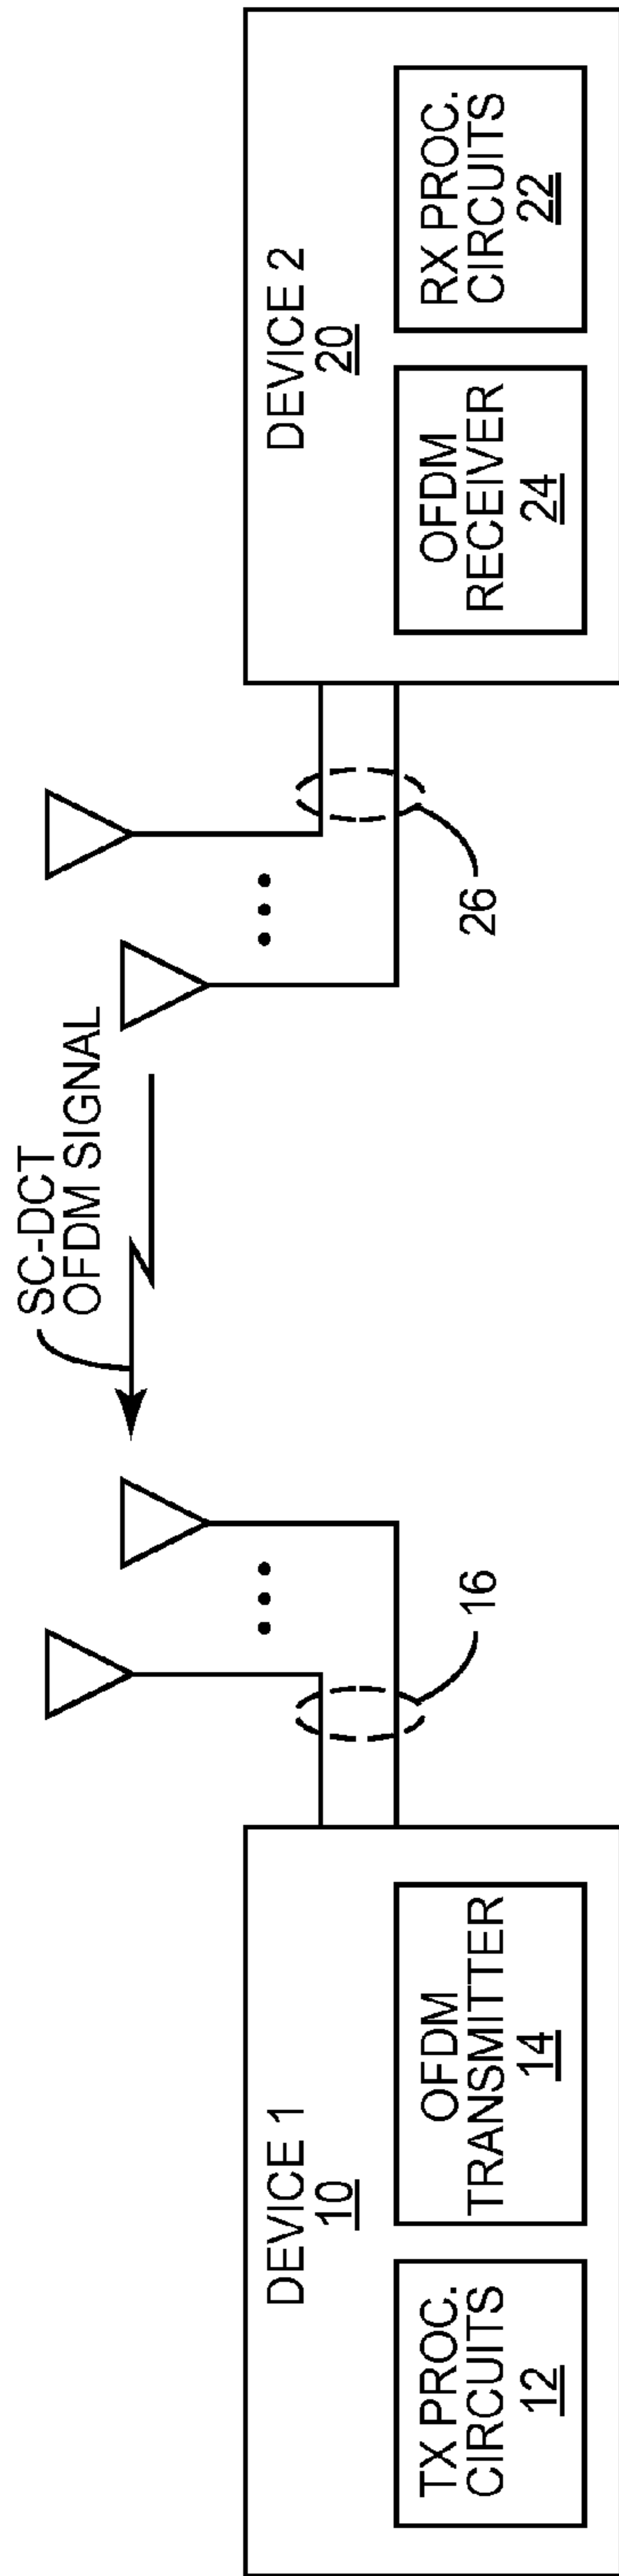 SC-DCT
OFDM SIGNAL
DEVICE 1
10
TX PROC.
CIRCUITS
12
OFDM
TRANSMITTER
14
16
26
DEVICE 2
20
OFDM
RECEIVER
24
RX PROC.
CIRCUITS
22